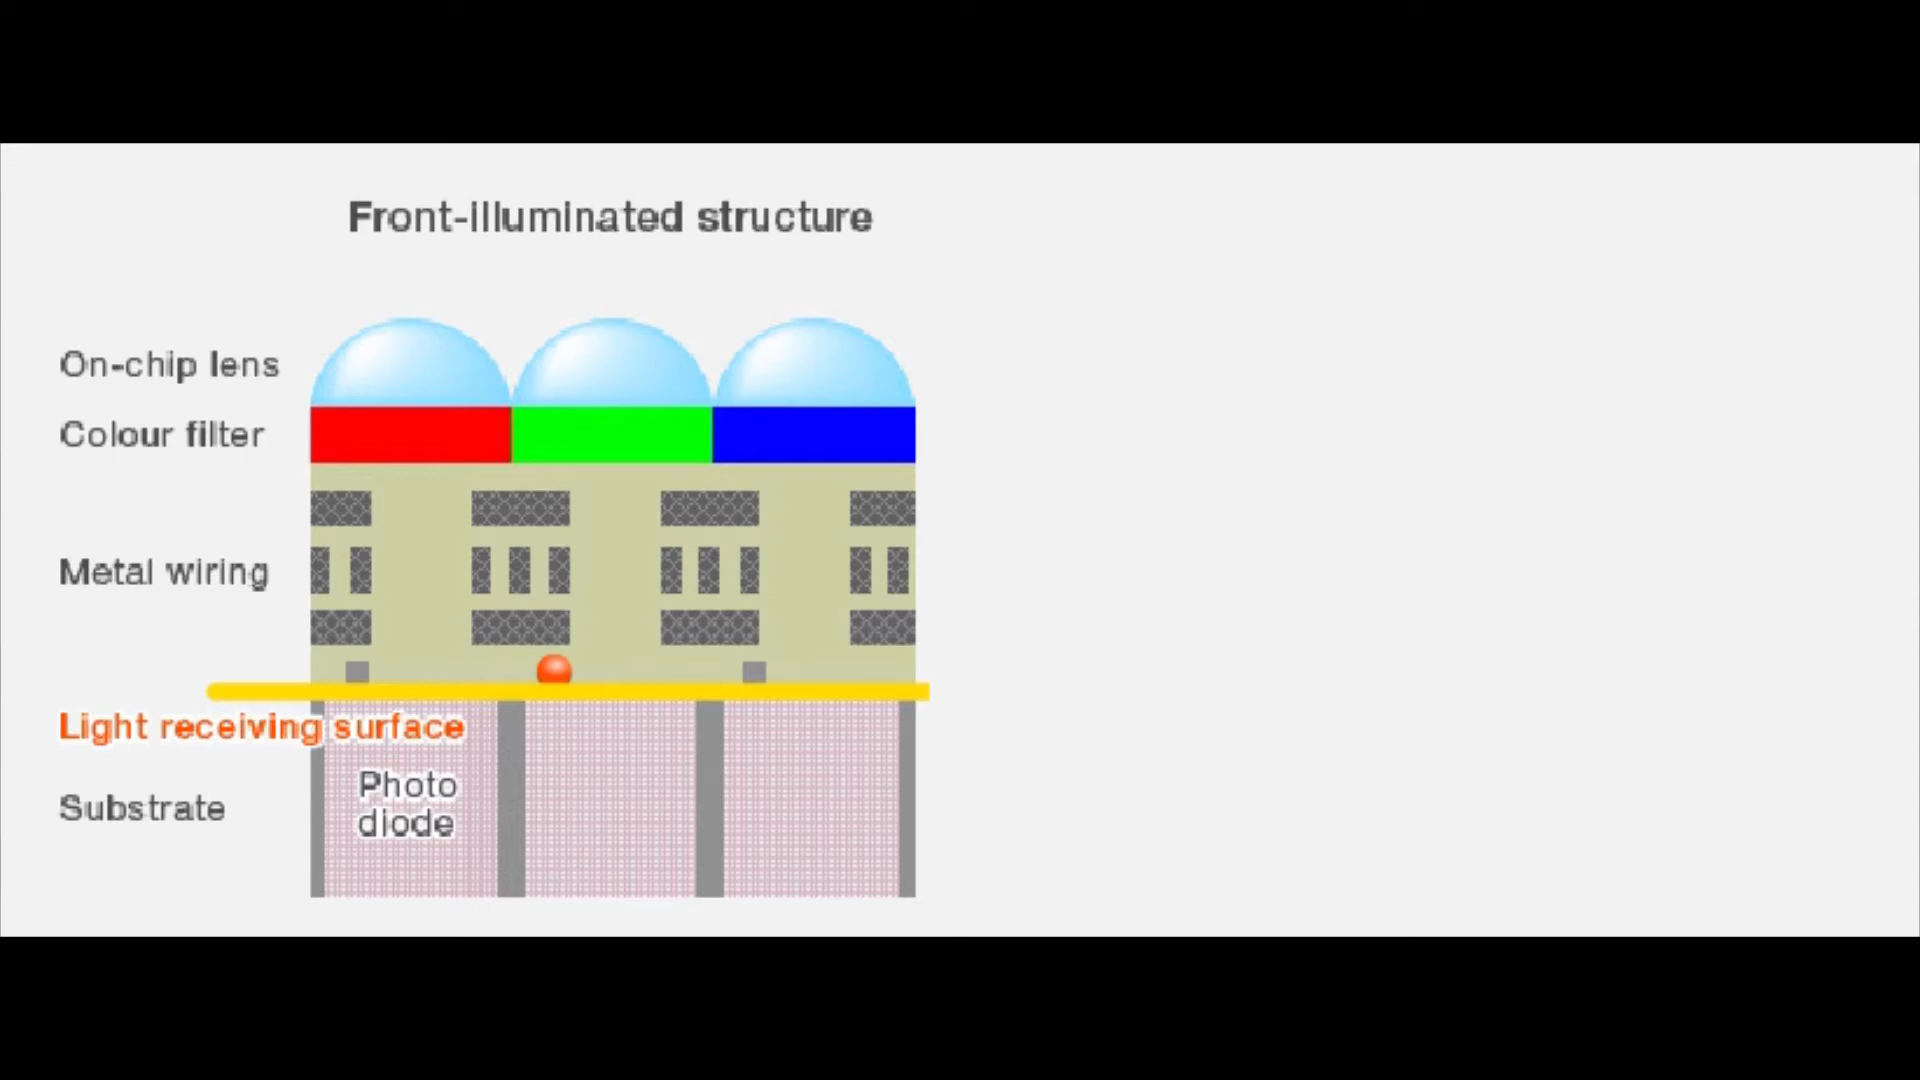 Front-illuminated structure
On-chip lens
Colour filter
Metal wiring
Light receiving surface
Photo
diode
Substrate